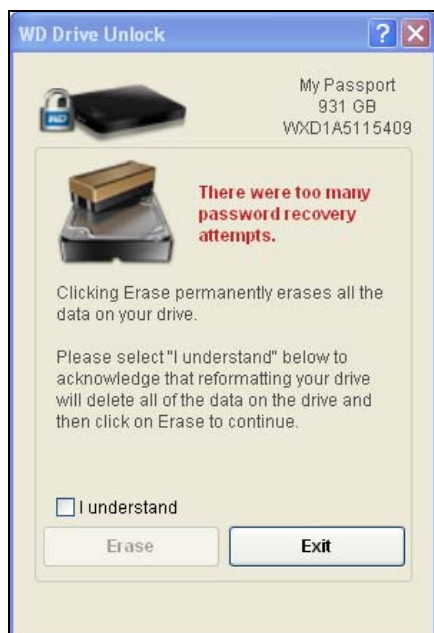 WD Drive Unlock
My Passport
931 GB
WXD1A5115409
WD
There were too many
password recovery
attempts.
Clicking Erase permanently erases all the
data on your drive.
Please select "I understand" below to
acknowledge that reformatting your drive
will delete all of the data on the drive and
then click on Erase to continue.
I understand
Erase
Exit